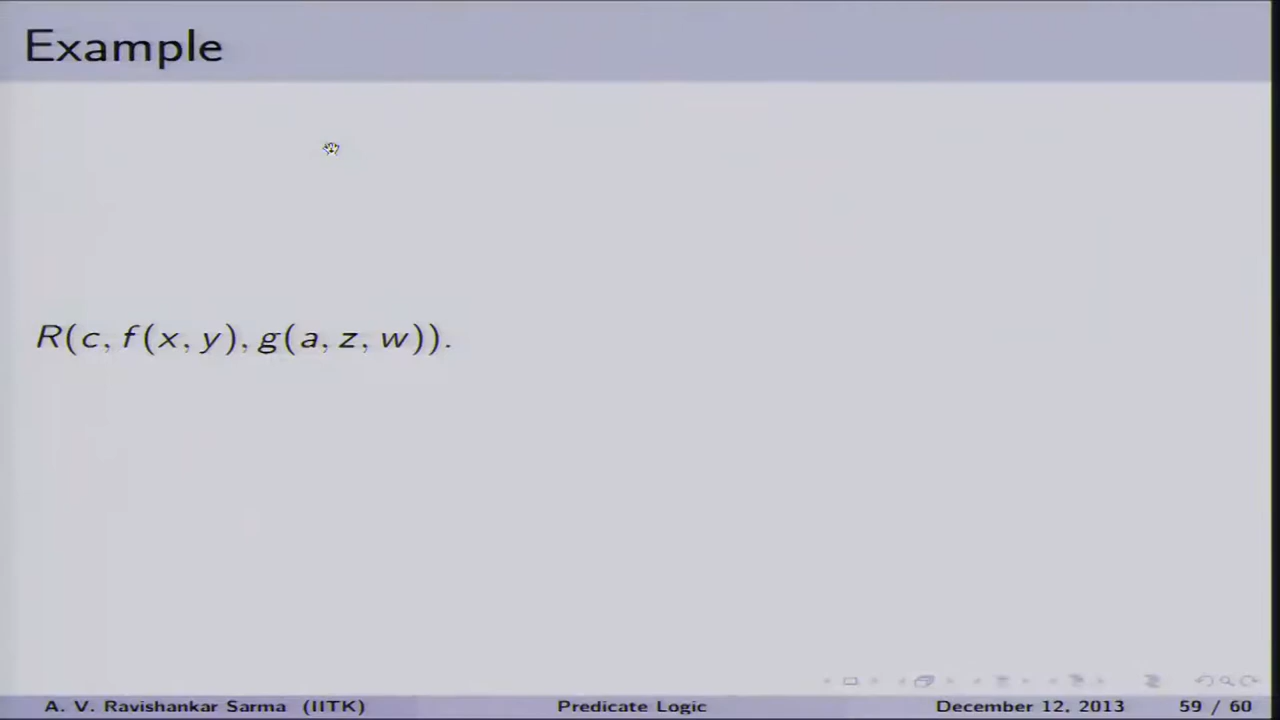 Example
R(c, f(x, y), g(a, z, w)).
A. V. Ravishankar Sarma (IITK) Predicate Logic December 12, 2013 59 / 60